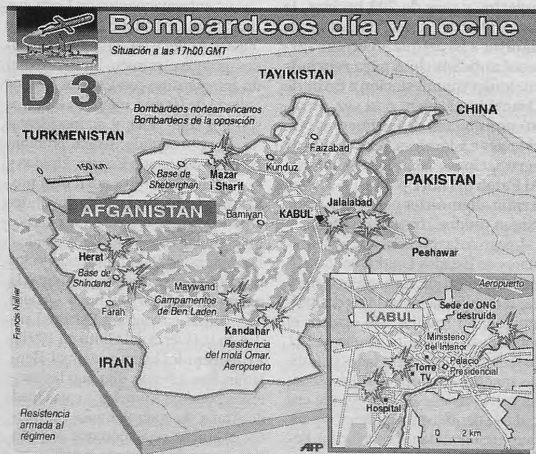 Bombardeos día y noche
Situación a las 17h00 GMT
D 3
TAYIKISTAN
Bombardeos norteamericanos
Bombardeos de la oposición
CHINA
TURKMENISTAN
Faizabad
0 150 km
Base de
Sheberghan
Mazar
i Sharif
Kunduz
PAKISTAN
AFGANISTAN
Bamiyan
KABUL
Jalalabad
Herat
Peshawar
Base de
Shindand
Maywand
Campamentos
de Ben Laden
Farah
Kandahar
Residencia
del molá Omar.
Aeropuerto
IRAN
Francis Nallier
Resistencia
armada al
régimen
AFP
Aeropuerto
KABUL
Sede de ONG
destruída
Ministerio
del Interior
Torre
TV
Palacio
Presidencial
Hospital
0 2 km